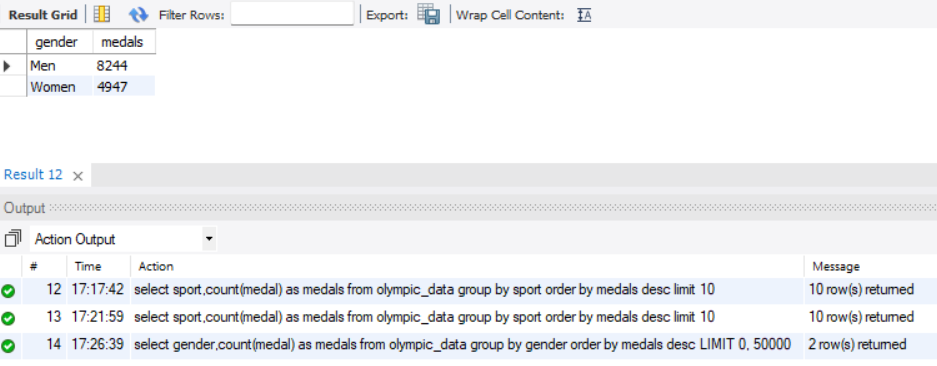 Result Grid Filter Rows: Export: Wrap Cell Content: IA
gender medals
Men 8244
Women 4947
Result 12 ×
Output
Action Output
# Time Action Message
12 17:17:42 select sport,count(medal) as medals from olympic_data group by sport order by medals desc limit 10 10 row(s) returned
13 17:21:59 select sport,count(medal) as medals from olympic_data group by sport order by medals desc limit 10 10 row(s) returned
14 17:26:39 select gender,count(medal) as medals from olympic_data group by gender order by medals desc LIMIT 0, 50000 2 row(s) returned